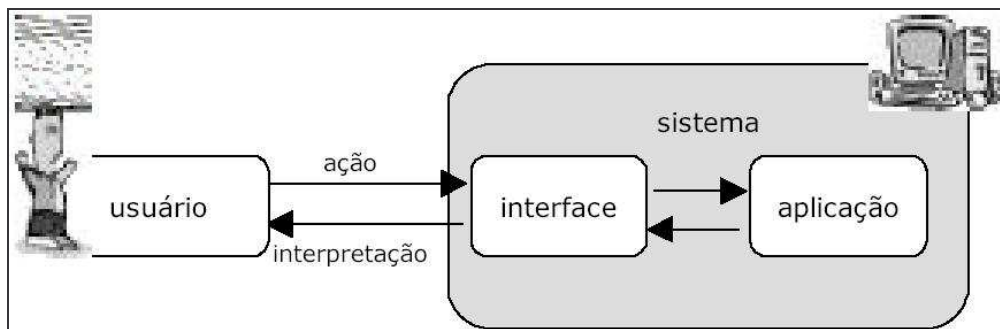 sistema
ação
usuário
interface
aplicação
interpretação